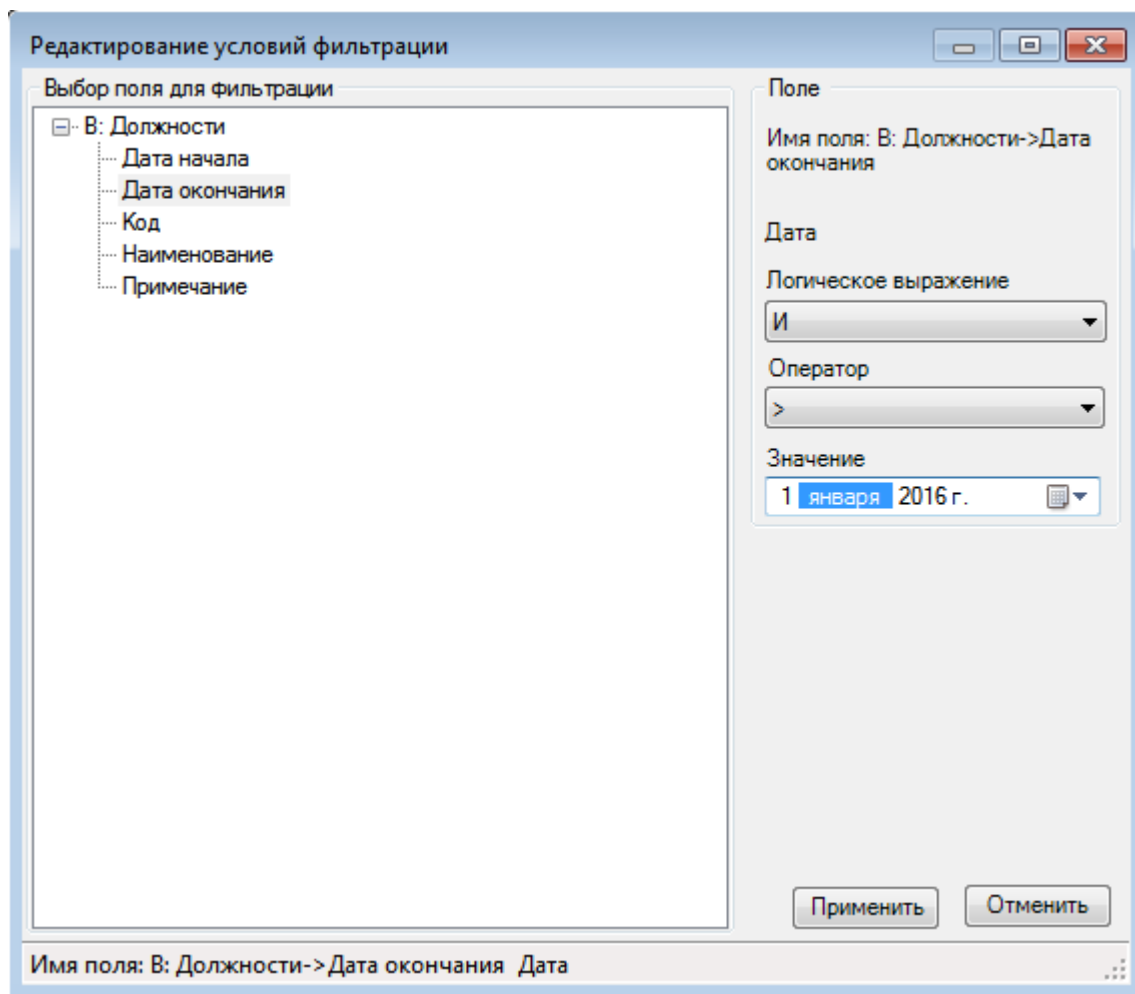 Редактирование условий фильтрации
Выбор поля для фильтрации
В: Должности
Дата начала
Дата окончания
Код
Наименование
Примечание
Поле
Имя поля: В: Должности->Дата
окончания
Дата
Логическое выражение
И
Оператор
>
Значение
1 января 2016 г.
Применить
Отменить
Имя поля: В: Должности->Дата окончания Дата